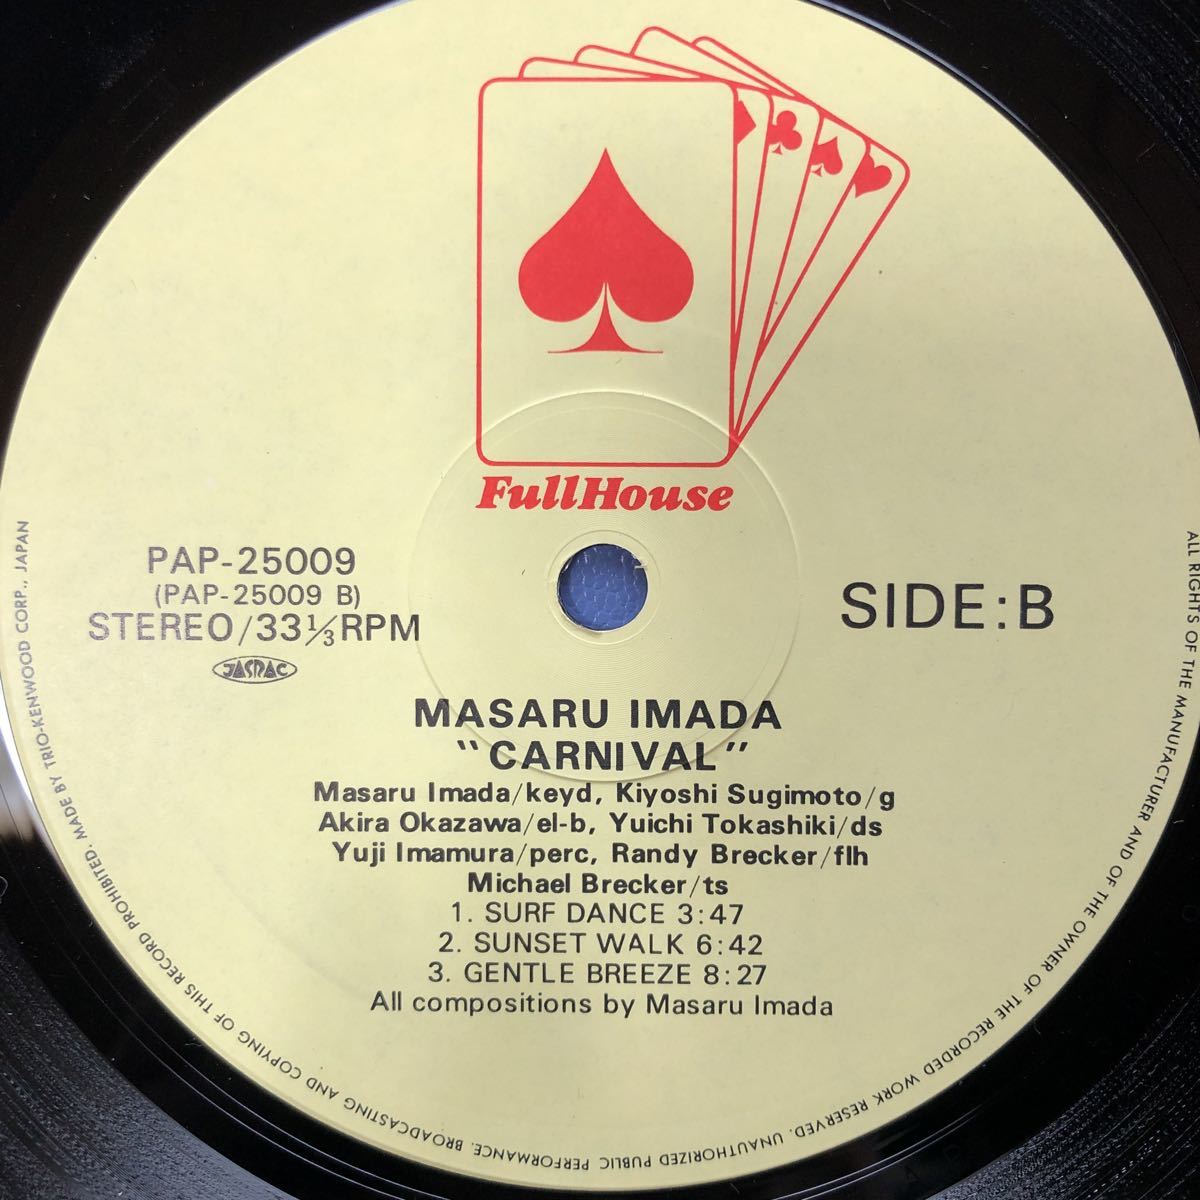 FullHouse
PAP-25009
(PAP-25009 B)
STEREO/33⅓RPM
JASRAC
SIDE:B
MASARU IMADA
"CARNIVAL"
Masaru Imada/keyd, Kiyoshi Sugimoto/g
Akira Okazawa/el-b, Yuichi Tokashiki/ds
Yuji Imamura/perc, Randy Brecker/flh
Michael Brecker/ts
1. SURF DANCE 3:47
2. SUNSET WALK 6:42
3. GENTLE BREEZE 8:27
All compositions by Masaru Imada
ALL RIGHTS OF THE MANUFACTURER AND OF THE OWNER OF THE RECORDED WORK RESERVED. UNAUTHORIZED PUBLIC PERFORMANCE, BROADCASTING AND COPYING OF THIS RECORD PROHIBITED. MADE BY TRIO-KENWOOD CORP., JAPAN